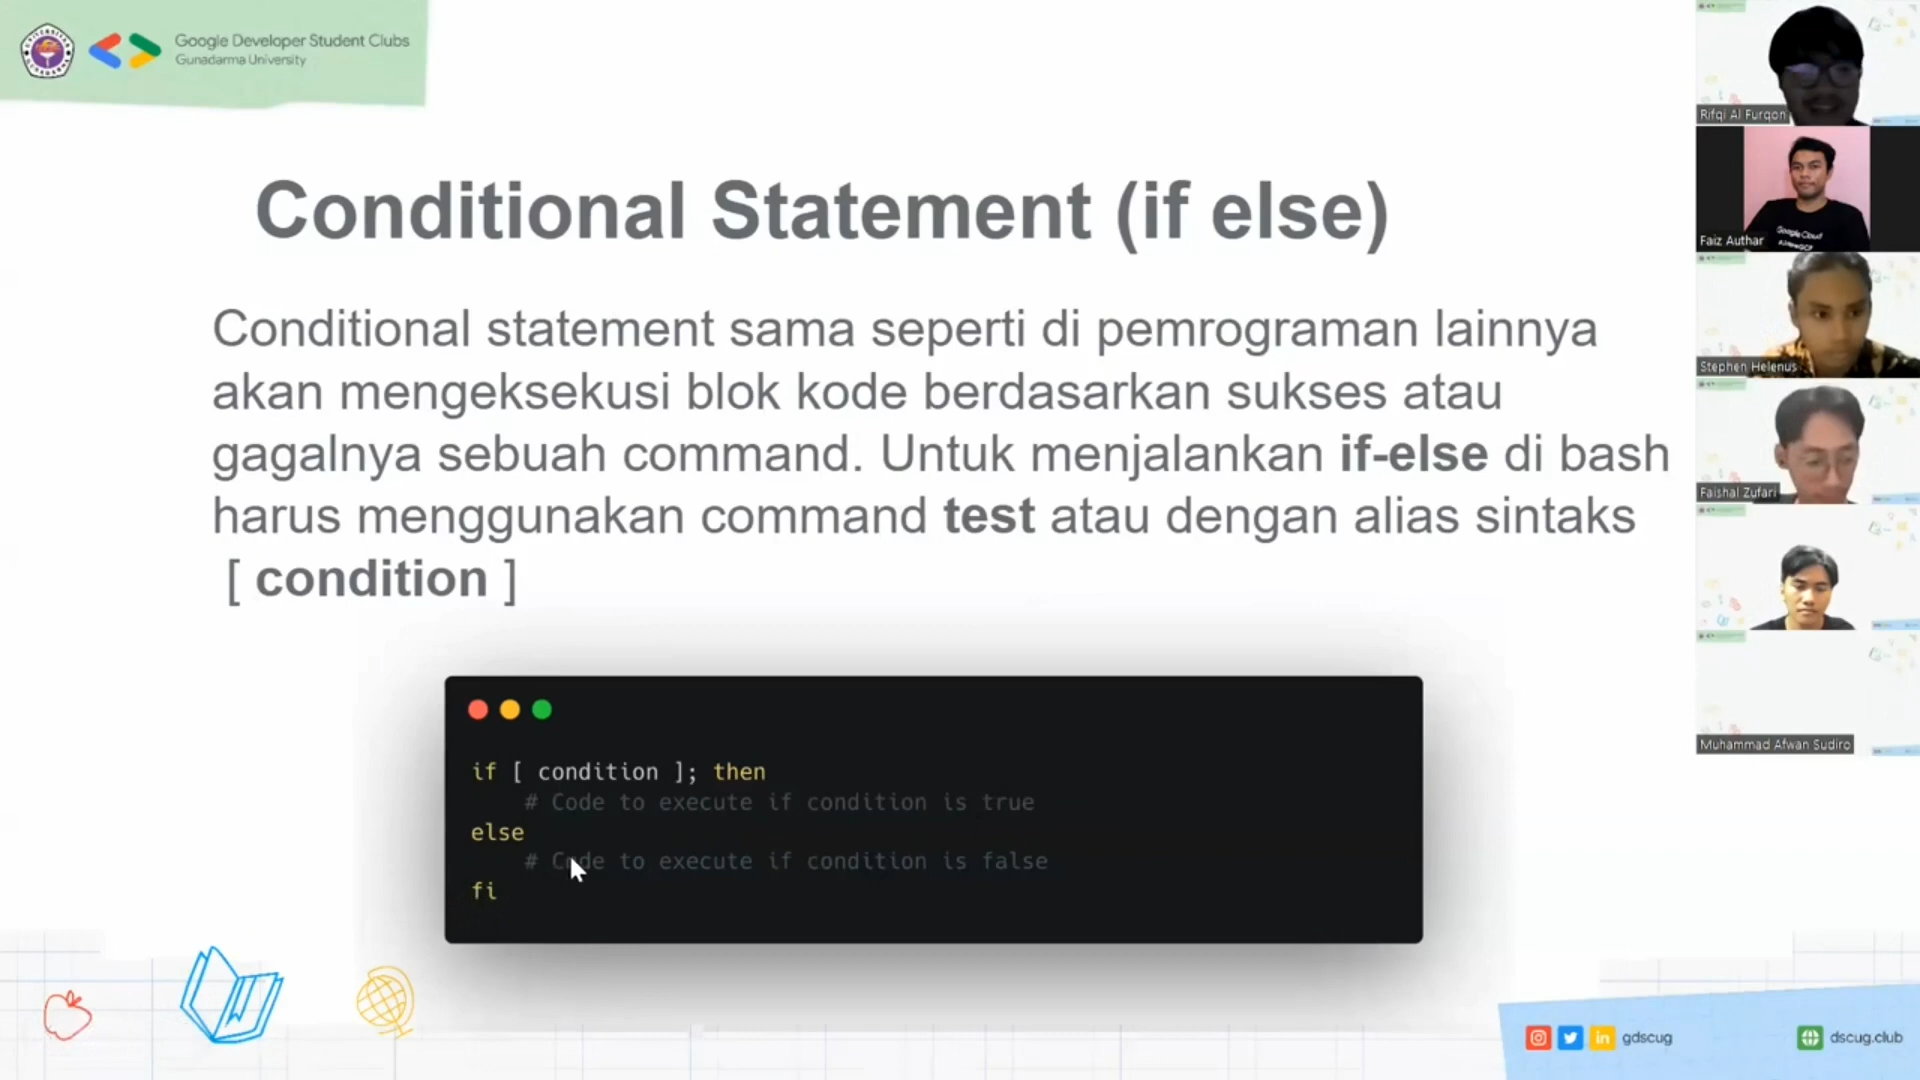 Google Developer Student Clubs
Gunadarma University
Conditional Statement (if else)
Conditional statement sama seperti di pemrograman lainnya
akan mengeksekusi blok kode berdasarkan sukses atau
gagalnya sebuah command. Untuk menjalankan if-else di bash
harus menggunakan command test atau dengan alias sintaks
[ condition ]
if [ condition ]; then
# Code to execute if condition is true
else
# Code to execute if condition is false
fi
Rifqi Al Furqon
Faiz Authar
Google Cloud
Stephen Helenus
Faishal Zufari
Muhammad Afwan Sudiro
gdscug
dscug.club